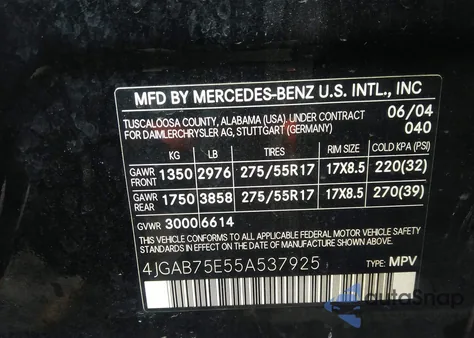 MFD BY MERCEDES-BENZ U.S. INTL., INC
TUSCALOOSA COUNTY, ALABAMA (USA). UNDER CONTRACT 06/04
FOR DAIMLERCHRYSLER AG, STUTTGART (GERMANY) 040
KG LB TIRES RIM SIZE COLD KPA (PSI)
GAWR FRONT 1350 2976 275/55R17 17X8.5 220(32)
GAWR REAR 1750 3858 275/55R17 17X8.5 270(39)
GVWR 3000 6614
THIS VEHICLE CONFORMS TO ALL APPLICABLE FEDERAL MOTOR VEHICLE SAFETY
STANDARDS IN EFFECT ON THE DATE OF MANUFACTURE SHOWN ABOVE.
4JGAB75E55A537925 TYPE: MPV
autoSnap